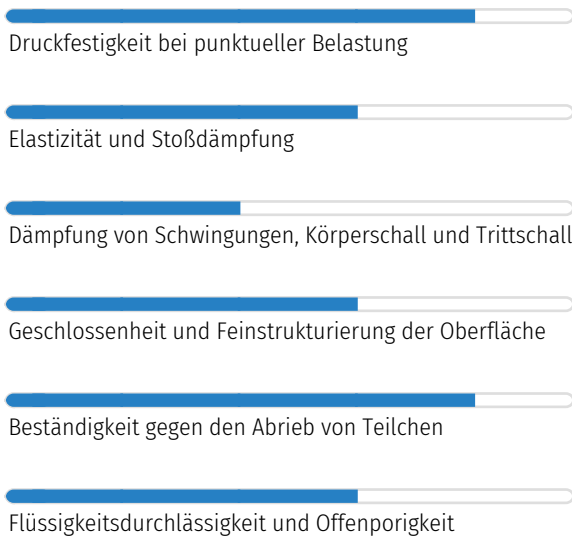 Druckfestigkeit bei punktueller Belastung
Elastizität und Stoßdämpfung
Dämpfung von Schwingungen, Körperschall und Trittschall
Geschlossenheit und Feinstrukturierung der Oberfläche
Beständigkeit gegen den Abrieb von Teilchen
Flüssigkeitsdurchlässigkeit und Offenporigkeit